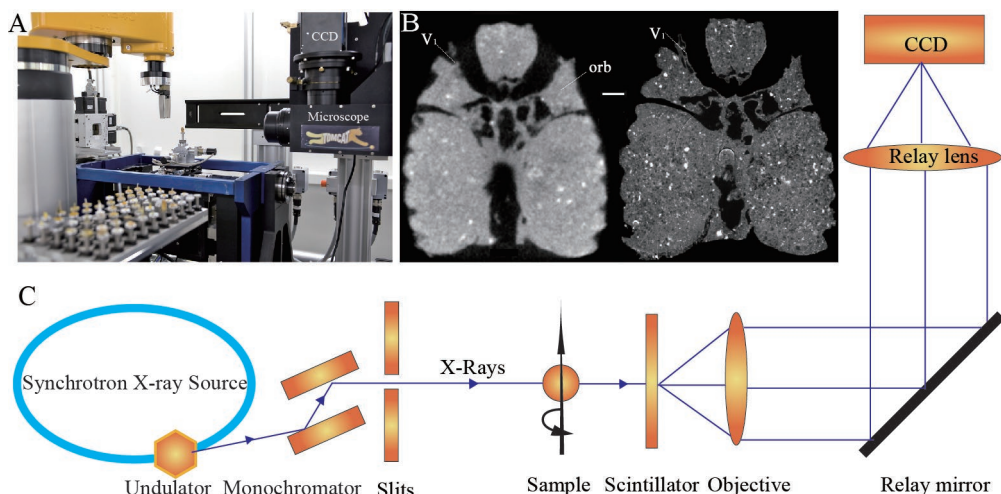 A
CCD
Microscope
TOMCAT
B
V₁
orb
V₁
CCD
Relay lens
C
Synchrotron X-ray Source
X-Rays
Undulator
Monochromator
Slits
Sample
Scintillator
Objective
Relay mirror